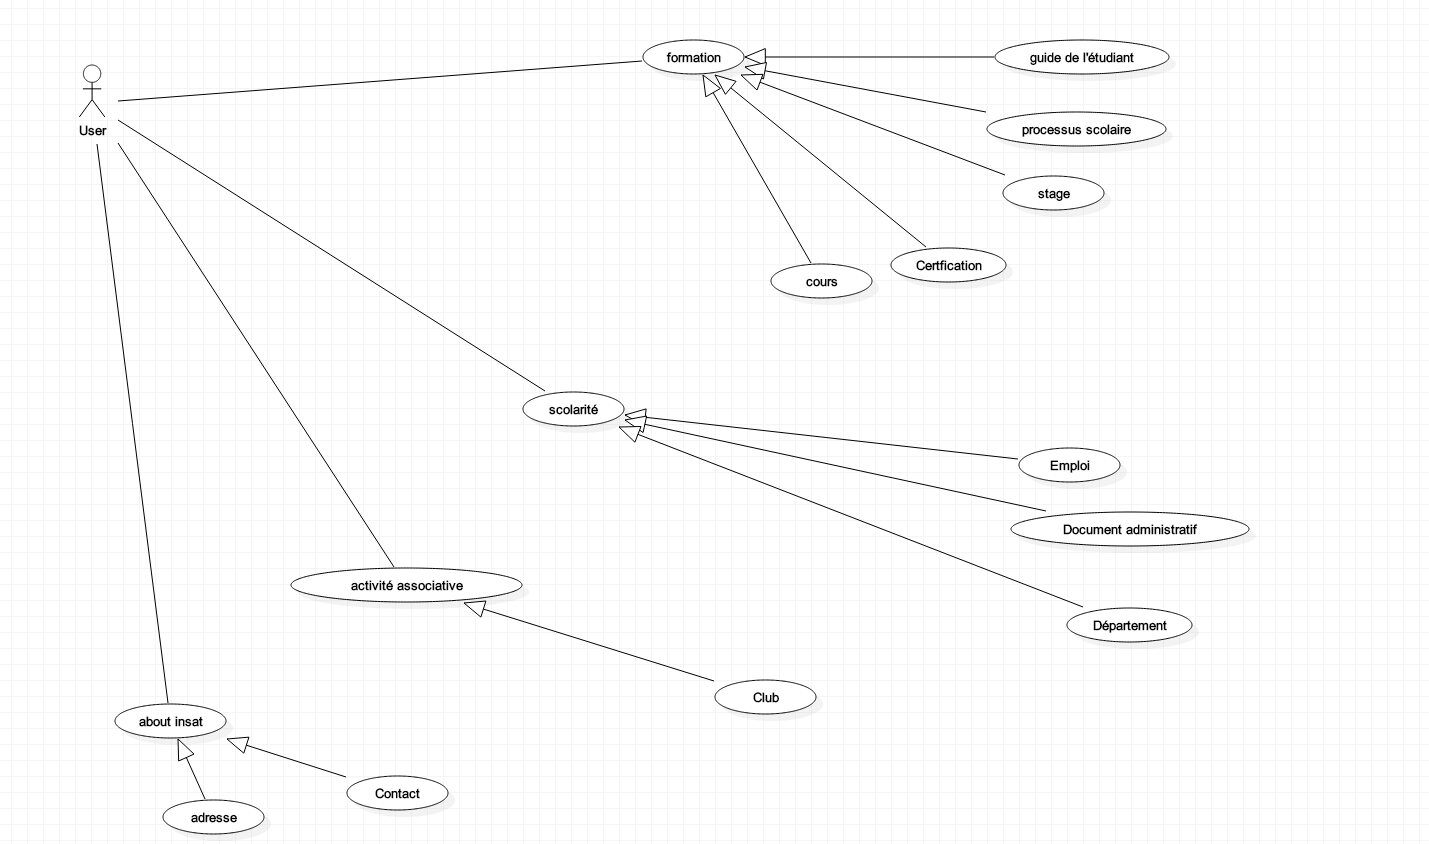 formation
guide de l'étudiant
User
processus scolaire
stage
Certfication
cours
scolarité
Emploi
Document administratif
activité associative
Département
Club
about insat
Contact
adresse